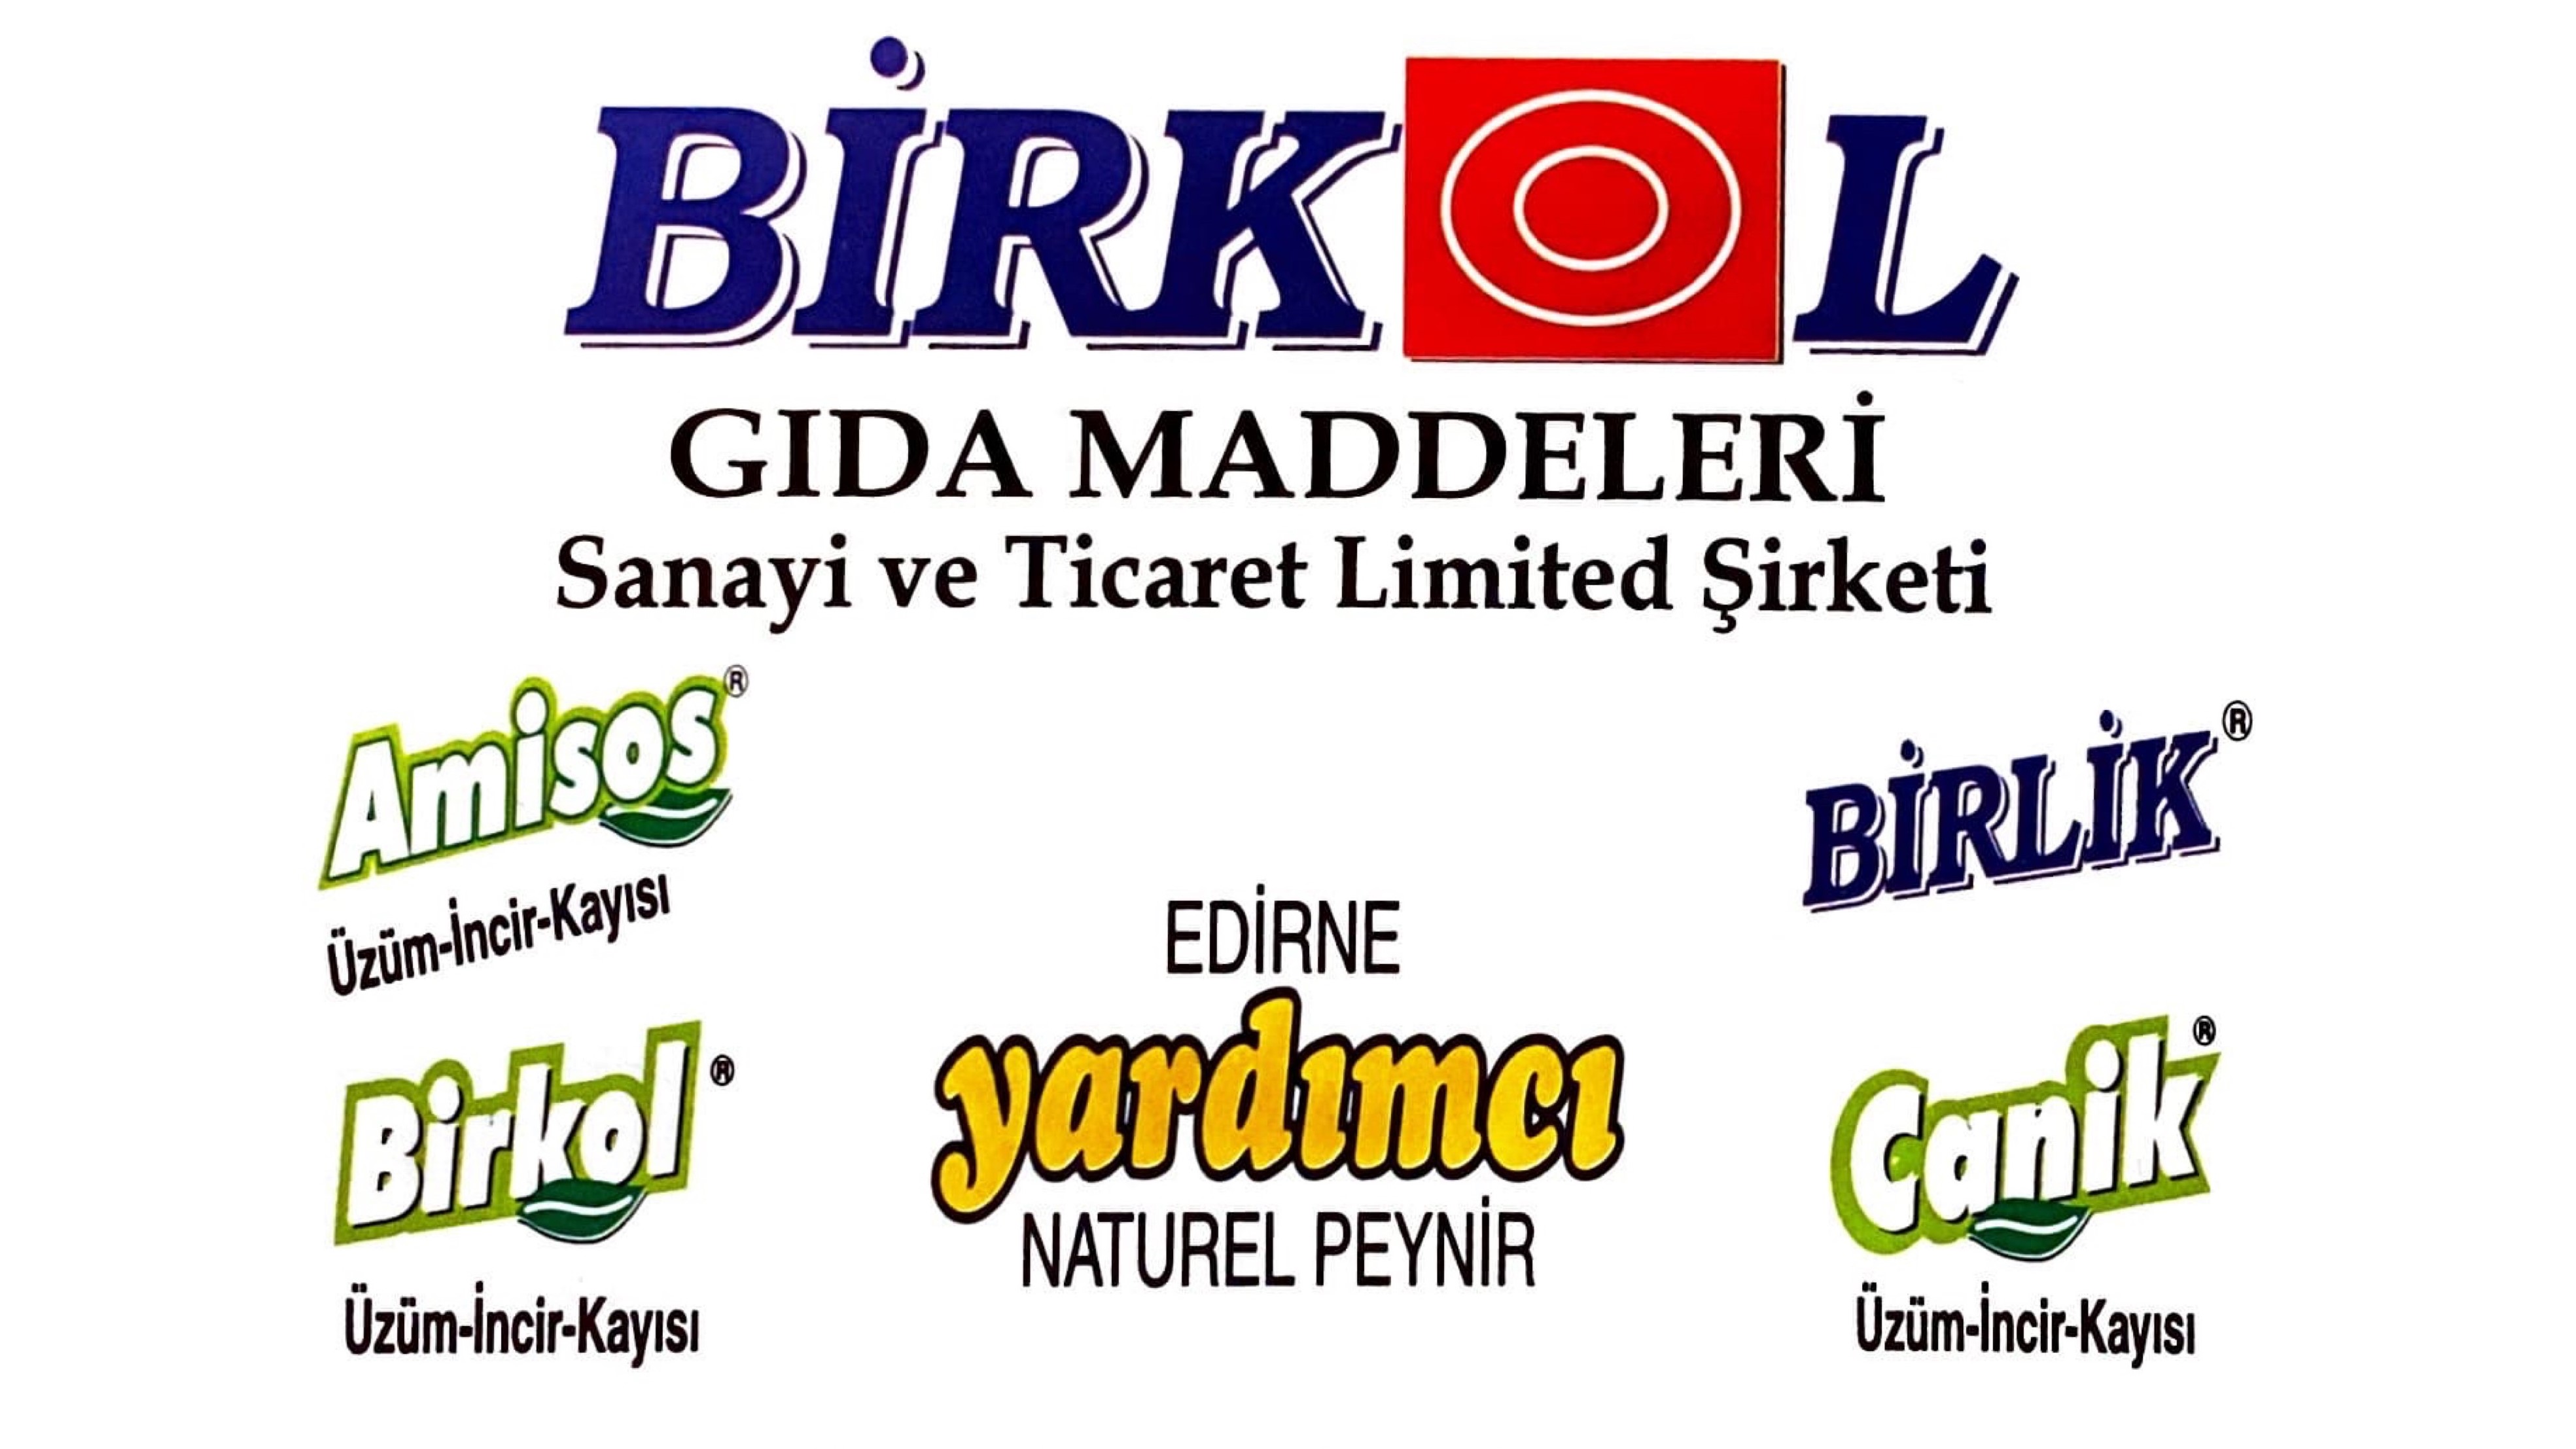 BİRKOL
GIDA MADDELERİ
Sanayi ve Ticaret Limited Şirketi
Amisos®
Üzüm-İncir-Kayısı
BİRLİK®
Birkol®
Üzüm-İncir-Kayısı
EDİRNE
yardımcı
NATUREL PEYNİR
Canik®
Üzüm-İncir-Kayısı